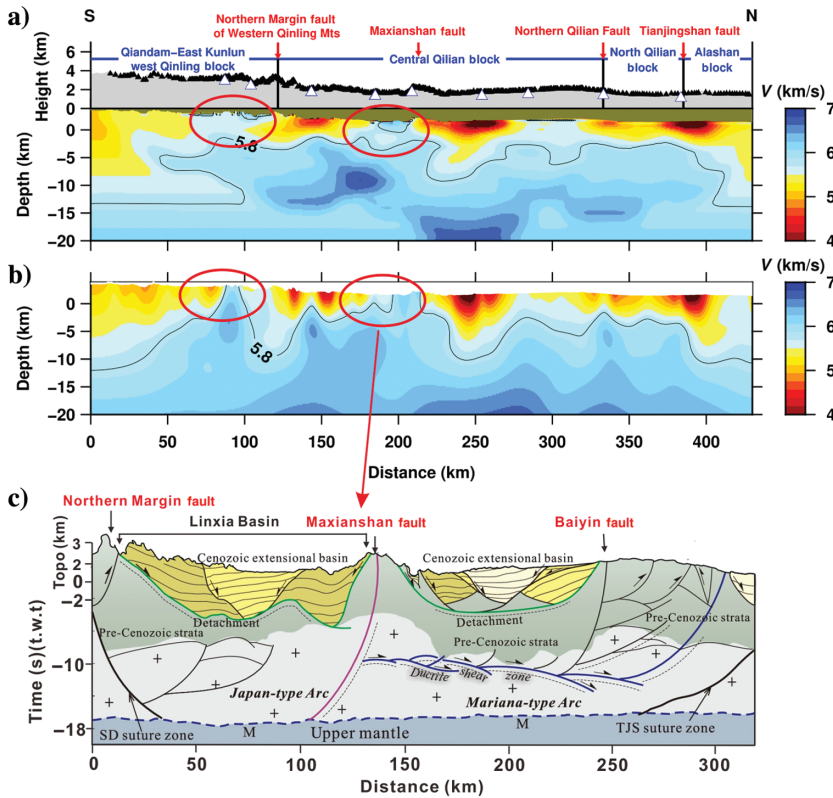 a)
S
N
Northern Margin fault
of Western Qinling Mts
Maxianshan fault
Northern Qilian Fault
Tianjingshan fault
Qiandam-East Kunlun
west Qinling block
Central Qilian block
North Qilian
block
Alashan
block
Height (km)
6
4
2
0
Depth (km)
0
−5
−10
−15
−20
5.8
V (km/s)
7
6
5
4
b)
Depth (km)
0
−5
−10
−15
−20
5.8
V (km/s)
7
6
5
4
0 50 100 150 200 250 300 350 400
Distance (km)
c)
Northern Margin fault
Linxia Basin
Maxianshan fault
Baiyin fault
Topo (km)
3
2
0
−2
Time (s)(t.w.t)
−10
−18
Cenozoic extensional basin
Cenozoic extensional basin
Detachment
Detachment
Pre-Cenozoic strata
Pre-Cenozoic strata
Pre-Cenozoic strata
Ductile shear zone
Japan-type Arc
Mariana-type Arc
SD suture zone
M
Upper mantle
M
TJS suture zone
0 50 100 150 200 250 300
Distance (km)